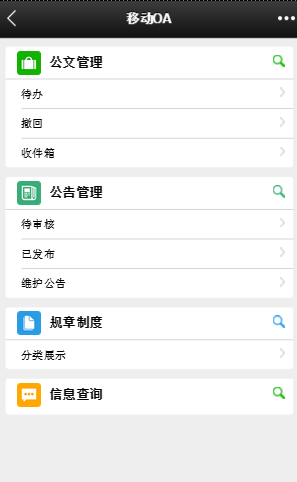 移动OA
公文管理
待办
撤回
收件箱
公告管理
待审核
已发布
维护公告
规章制度
分类展示
信息查询